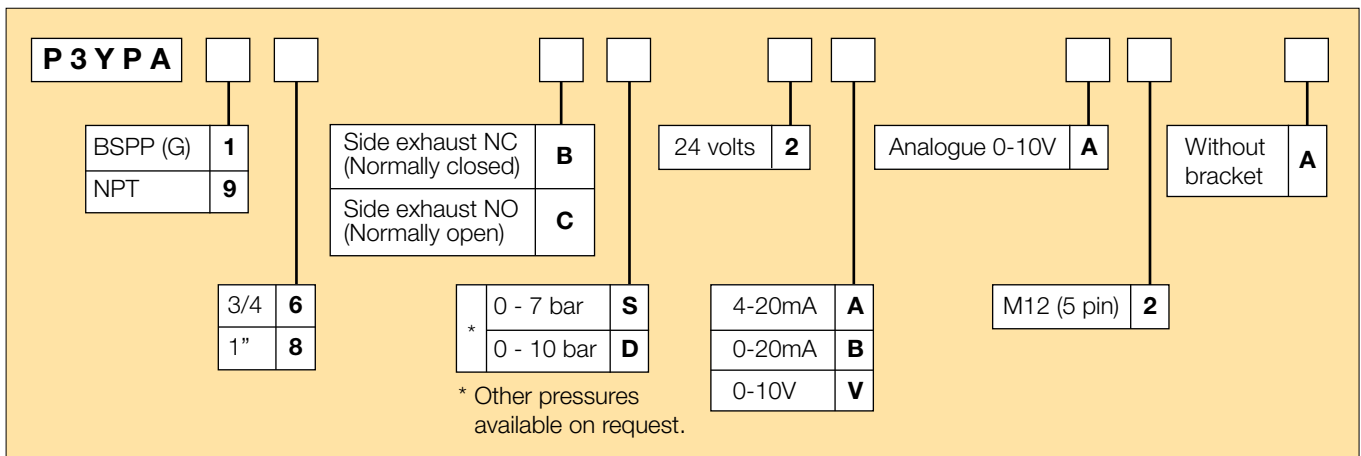 P3YPA
BSPP (G) 1
NPT 9
3/4 6
1” 8
Side exhaust NC
(Normally closed) B
Side exhaust NO
(Normally open) C
* 0 - 7 bar S
0 - 10 bar D
* Other pressures
available on request.
24 volts 2
4-20mA A
0-20mA B
0-10V V
Analogue 0-10V A
M12 (5 pin) 2
Without
bracket A